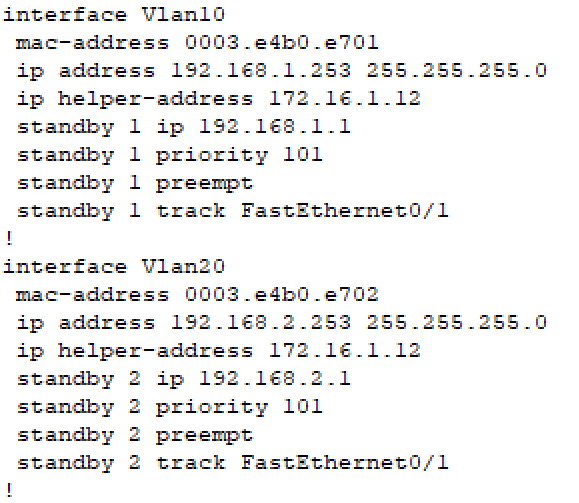 interface Vlan10
mac-address 0003.e4b0.e701
ip address 192.168.1.253 255.255.255.0
ip helper-address 172.16.1.12
standby 1 ip 192.168.1.1
standby 1 priority 101
standby 1 preempt
standby 1 track FastEthernet0/1
!
interface Vlan20
mac-address 0003.e4b0.e702
ip address 192.168.2.253 255.255.255.0
ip helper-address 172.16.1.12
standby 2 ip 192.168.2.1
standby 2 priority 101
standby 2 preempt
standby 2 track FastEthernet0/1
!